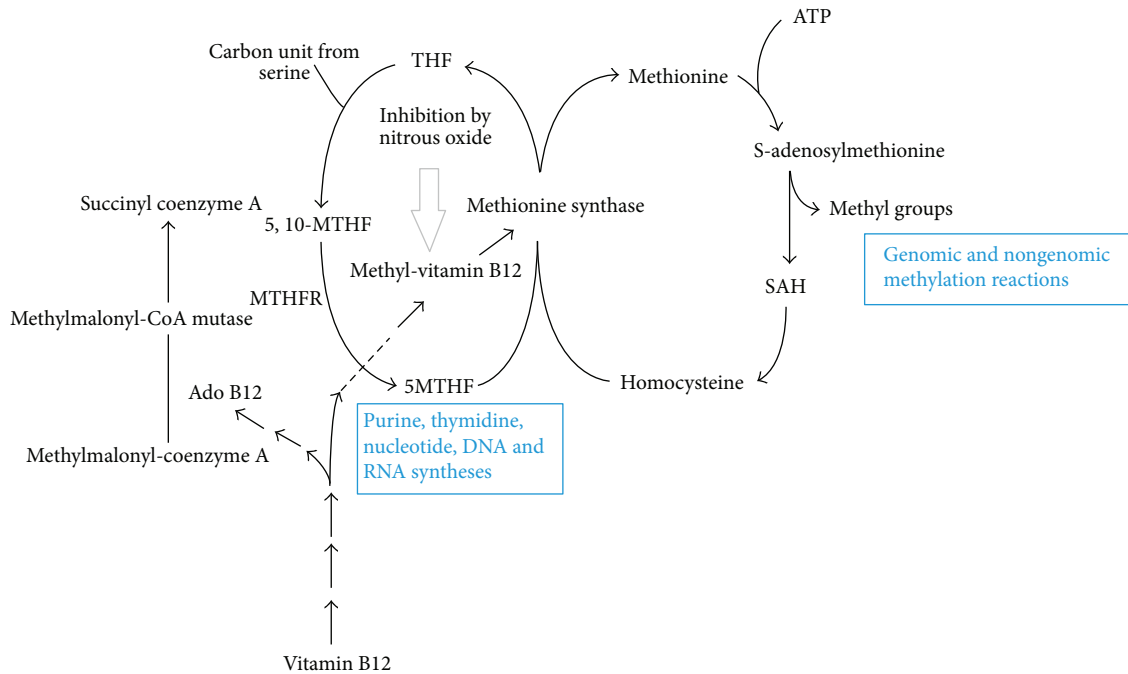 ATP
Carbon unit from
serine
THF
Methionine
Inhibition by
nitrous oxide
S-adenosylmethionine
Succinyl coenzyme A
5, 10-MTHF
Methionine synthase
Methyl groups
Genomic and nongenomic
methylation reactions
Methyl-vitamin B12
SAH
MTHFR
Methylmalonyl-CoA mutase
Ado B12
5MTHF
Homocysteine
Purine, thymidine,
nucleotide, DNA and
RNA syntheses
Methylmalonyl-coenzyme A
Vitamin B12